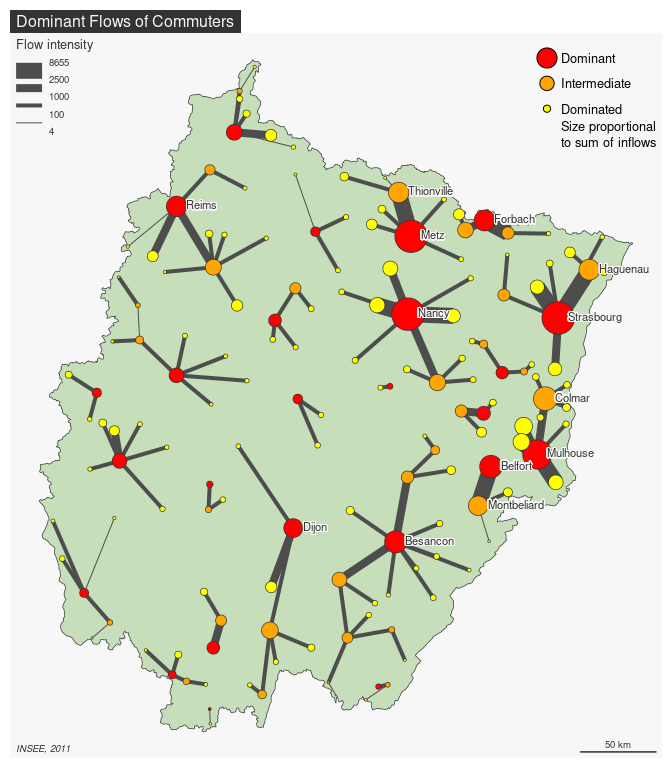 Dominant Flows of Commuters
Flow intensity
8655
2500
1000
100
4
Dominant
Intermediate
Dominated
Size proportional
to sum of inflows
Thionville
Reims
Forbach
Metz
Haguenau
Nancy
Strasbourg
Colmar
Mulhouse
Belfort
Montbeliard
Dijon
Besancon
INSEE, 2011
50 km